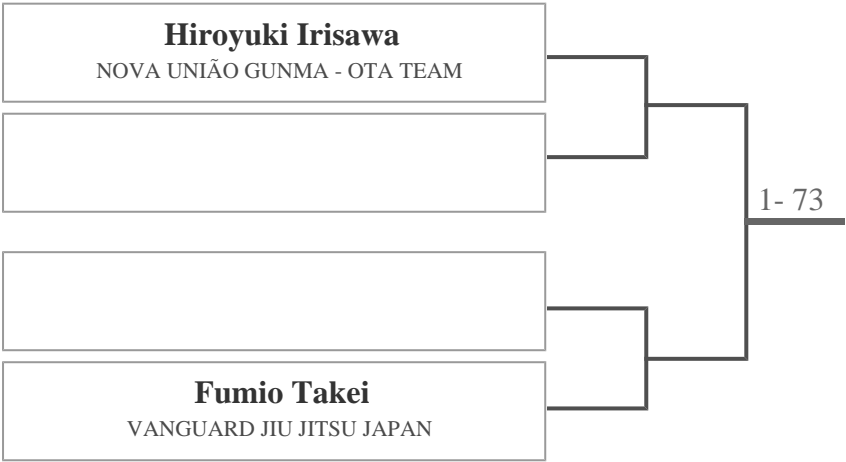 Hiroyuki Irisawa
NOVA UNIÃO GUNMA - OTA TEAM
1- 73
Fumio Takei
VANGUARD JIU JITSU JAPAN